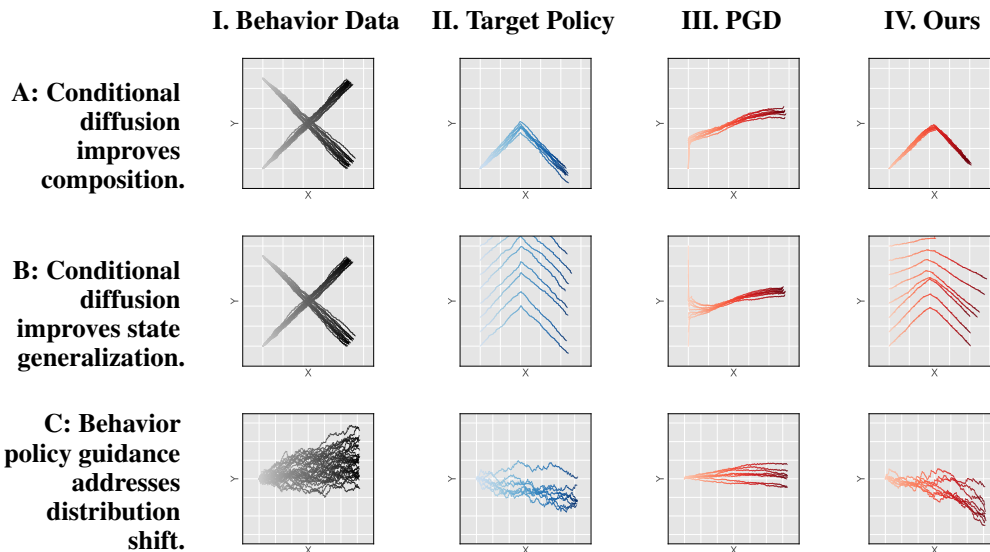 I. Behavior Data II. Target Policy III. PGD IV. Ours
A: Conditional
diffusion
improves
composition.
Y Y Y Y
X X X X
B: Conditional
diffusion
improves state
generalization.
Y Y Y Y
X X X X
C: Behavior
policy guidance
addresses
distribution
shift.
Y Y Y Y
X X X X